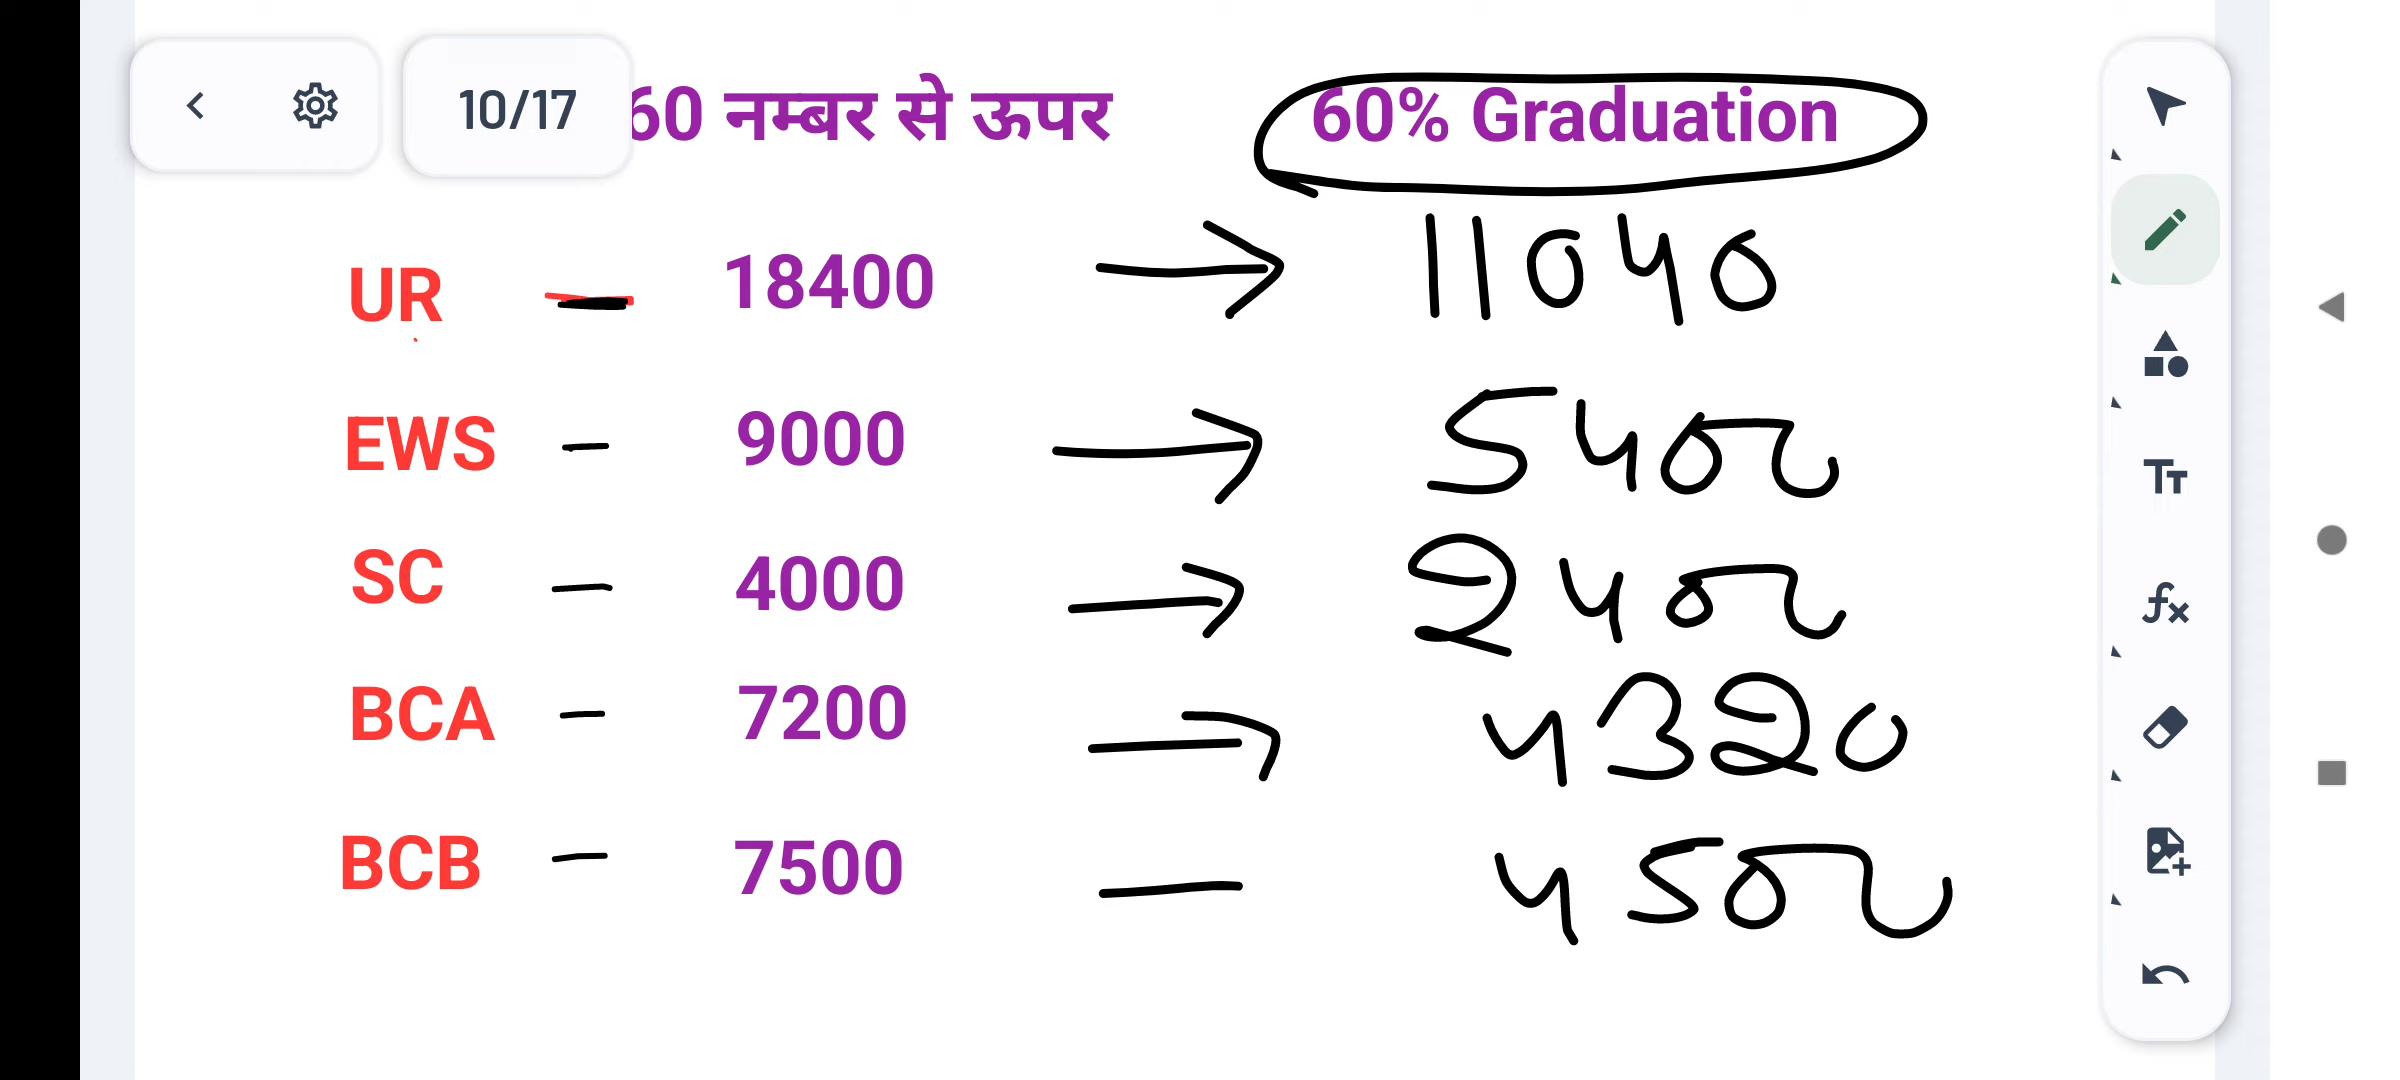 10/17 60 नम्बर से ऊपर 60% Graduation
UR — 18400 → 11040
EWS — 9000 → 5400
SC — 4000 → 2400
BCA — 7200 → 4320
BCB — 7500 — 4500